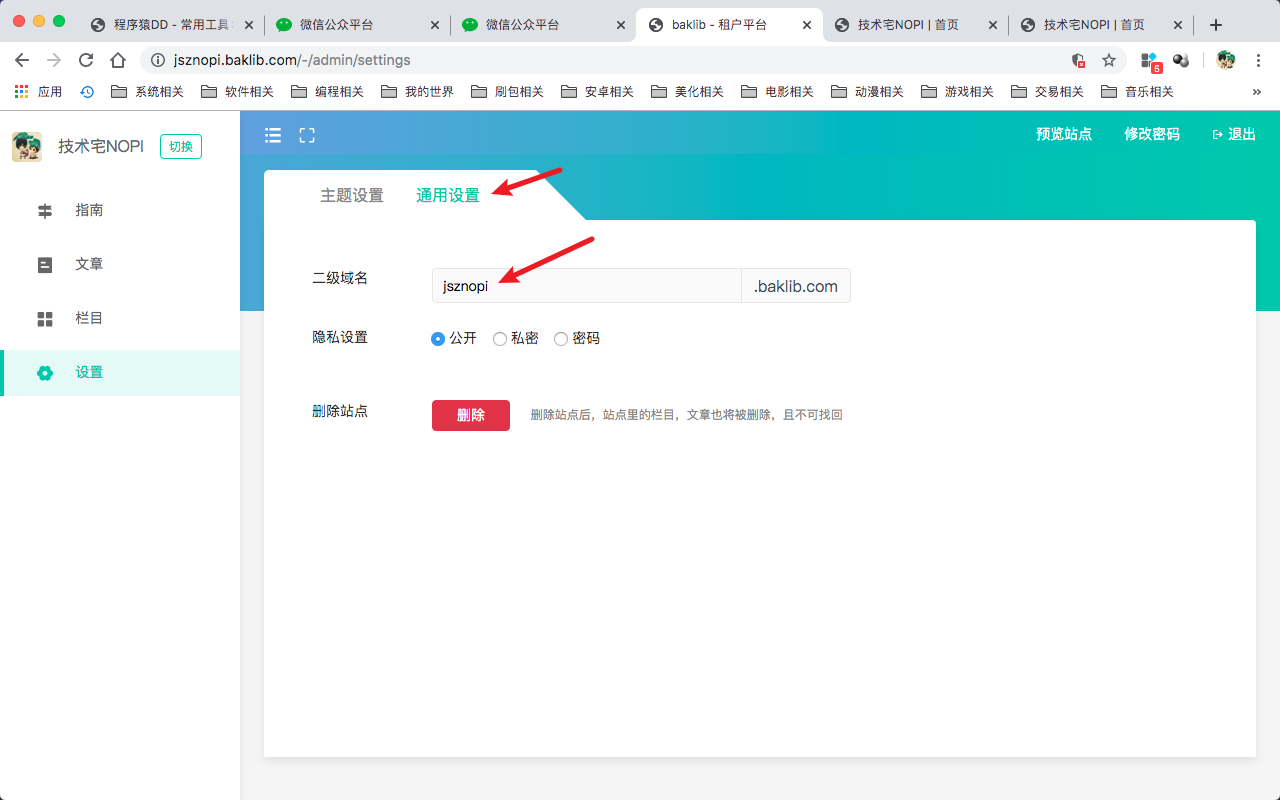 程序猿DD - 常用工具
微信公众平台
微信公众平台
baklib - 租户平台
技术宅NOPI | 首页
技术宅NOPI | 首页
jsznopi.baklib.com/-/admin/settings
5
应用
系统相关
软件相关
编程相关
我的世界
刷包相关
安卓相关
美化相关
电影相关
动漫相关
游戏相关
交易相关
音乐相关
»
技术宅NOPI
切换
预览站点
修改密码
退出
指南
文章
栏目
设置
主题设置
通用设置
二级域名
jsznopi
.baklib.com
隐私设置
公开
私密
密码
删除站点
删除
删除站点后，站点里的栏目，文章也将被删除，且不可找回